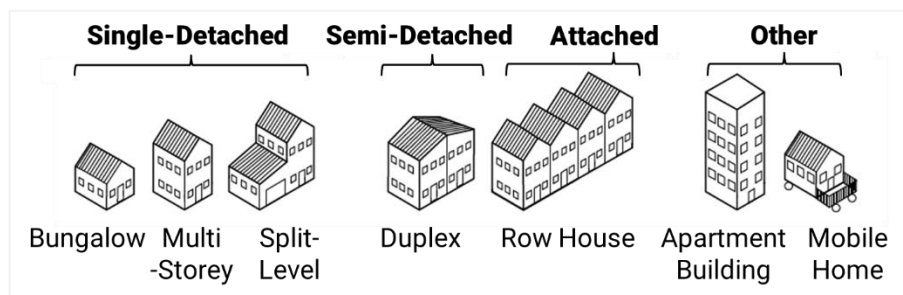 Single-Detached
Semi-Detached
Attached
Other
Bungalow
Multi
-Storey
Split-
Level
Duplex
Row House
Apartment
Building
Mobile
Home